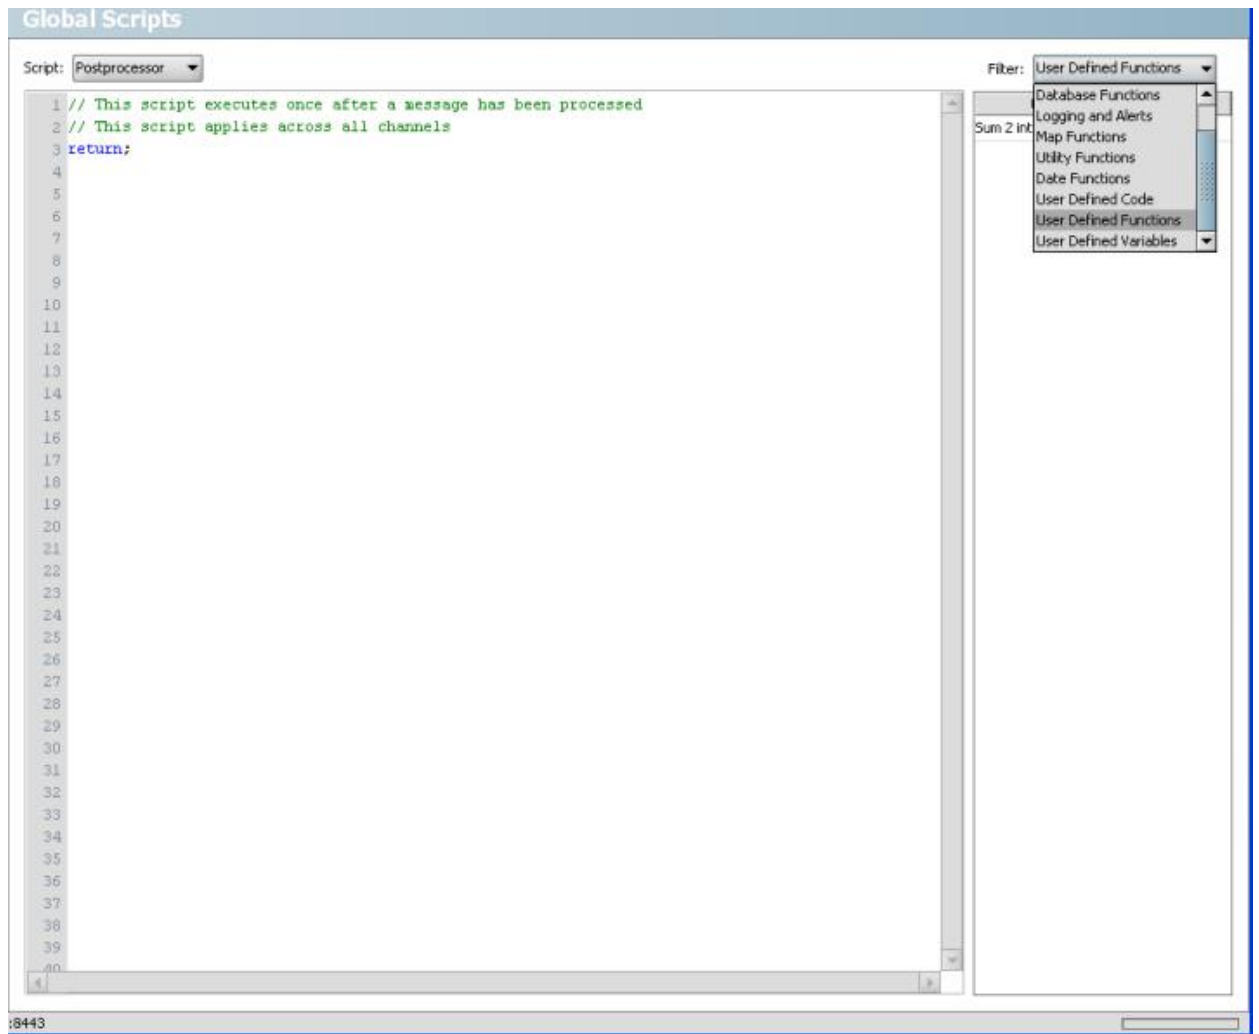 Global Scripts
Script: Postprocessor
Filter: User Defined Functions
1 // This script executes once after a message has been processed
2 // This script applies across all channels
3 return;
4
5
6
7
8
9
10
11
12
13
14
15
16
17
18
19
20
21
22
23
24
25
26
27
28
29
30
31
32
33
34
35
36
37
38
39
40
Sum 2 int
Database Functions
Logging and Alerts
Map Functions
Utility Functions
Date Functions
User Defined Code
User Defined Functions
User Defined Variables
:8443